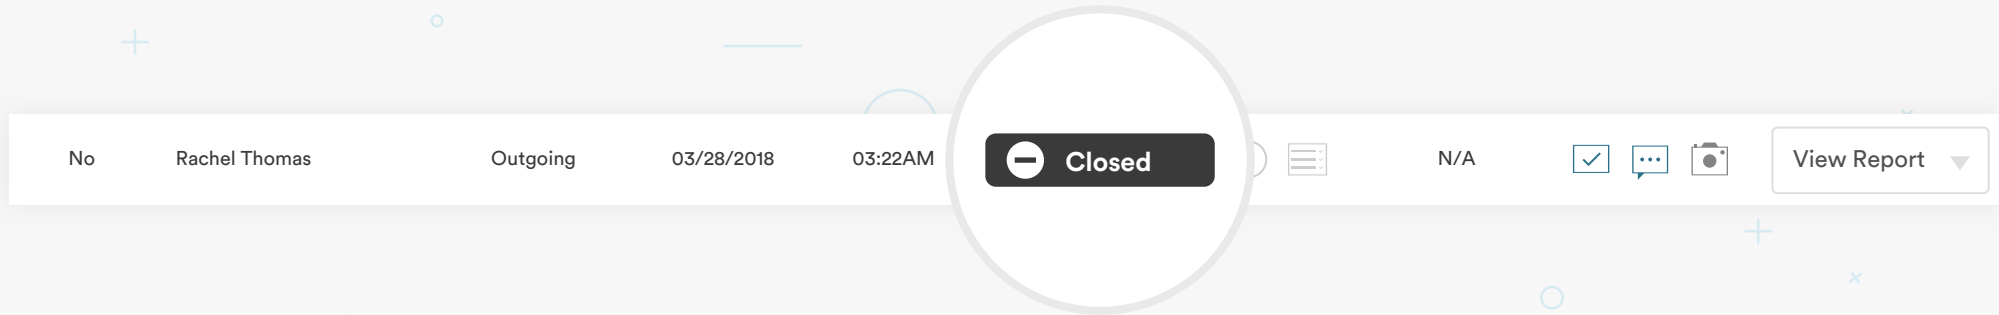 No Rachel Thomas Outgoing 03/28/2018 03:22AM Closed N/A View Report